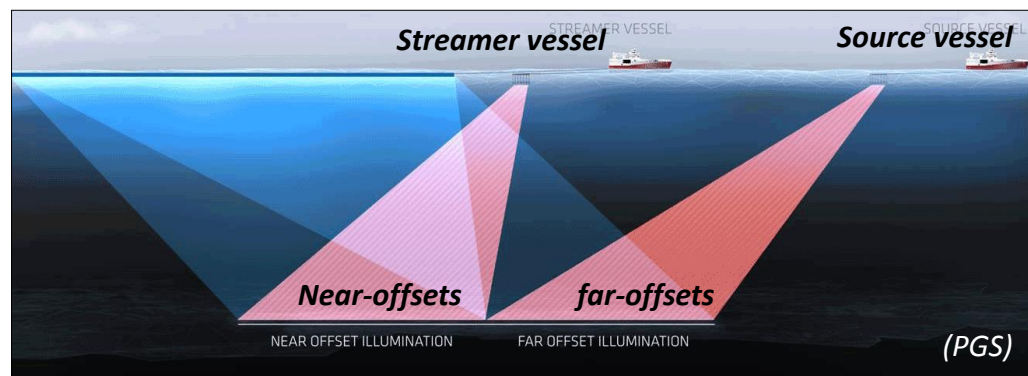 STREAMER VESSEL
SOURCE VESSEL
Streamer vessel
Source vessel
Near-offsets
far-offsets
NEAR OFFSET ILLUMINATION
FAR OFFSET ILLUMINATION
(PGS)